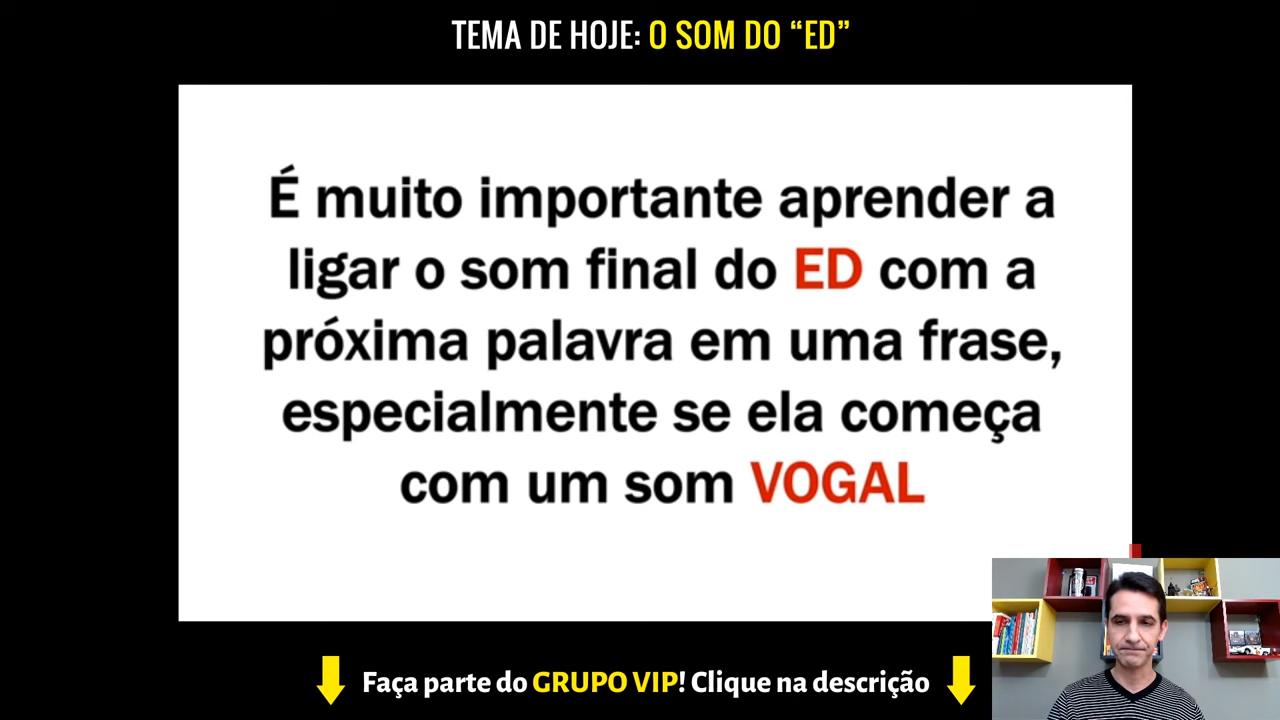 TEMA DE HOJE: O SOM DO “ED”
É muito importante aprender a
ligar o som final do ED com a
próxima palavra em uma frase,
especialmente se ela começa
com um som VOGAL
Faça parte do GRUPO VIP! Clique na descrição